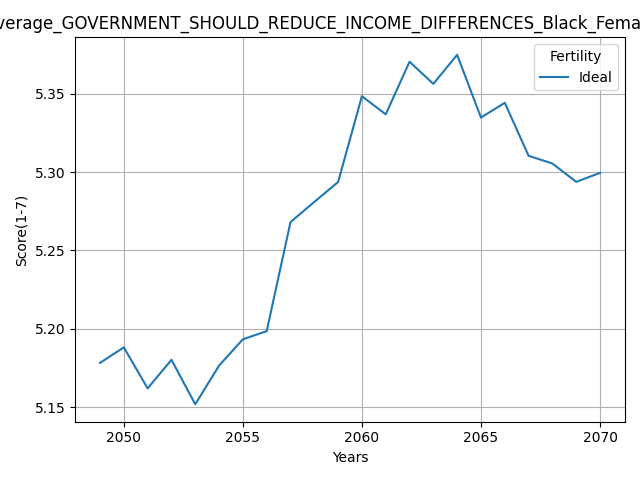 verage_GOVERNMENT_SHOULD_REDUCE_INCOME_DIFFERENCES_Black_Fema
Fertility
Ideal
Score(1-7)
5.35
5.30
5.25
5.20
5.15
2050 2055 2060 2065 2070
Years